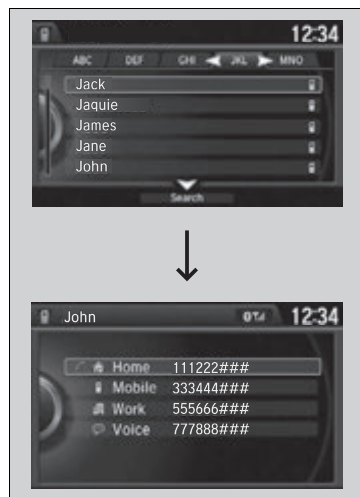 12:34
ABC DEF GHI JKL MNO
Jack
Jaquie
James
Jane
John
Search
John 12:34
Home 111222###
Mobile 333444###
Work 555666###
Voice 777888###